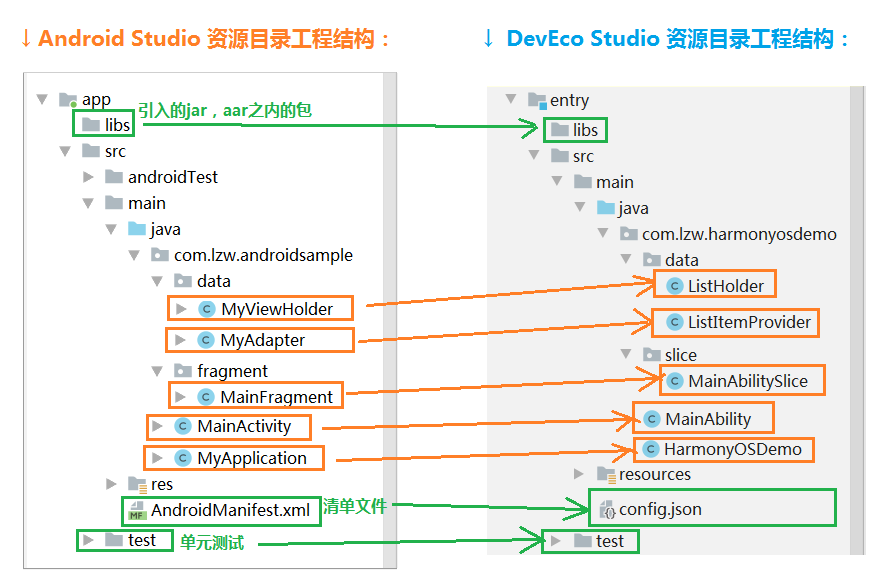 ↓ Android Studio 资源目录工程结构：
app
libs
引入的jar，aar之内的包
src
androidTest
main
java
com.lzw.androidsample
data
MyViewHolder
MyAdapter
fragment
MainFragment
MainActivity
MyApplication
res
AndroidManifest.xml
清单文件
test
单元测试
↓ DevEco Studio 资源目录工程结构：
entry
libs
src
main
java
com.lzw.harmonyosdemo
data
ListHolder
ListItemProvider
slice
MainAbilitySlice
MainAbility
HarmonyOSDemo
resources
config.json
test